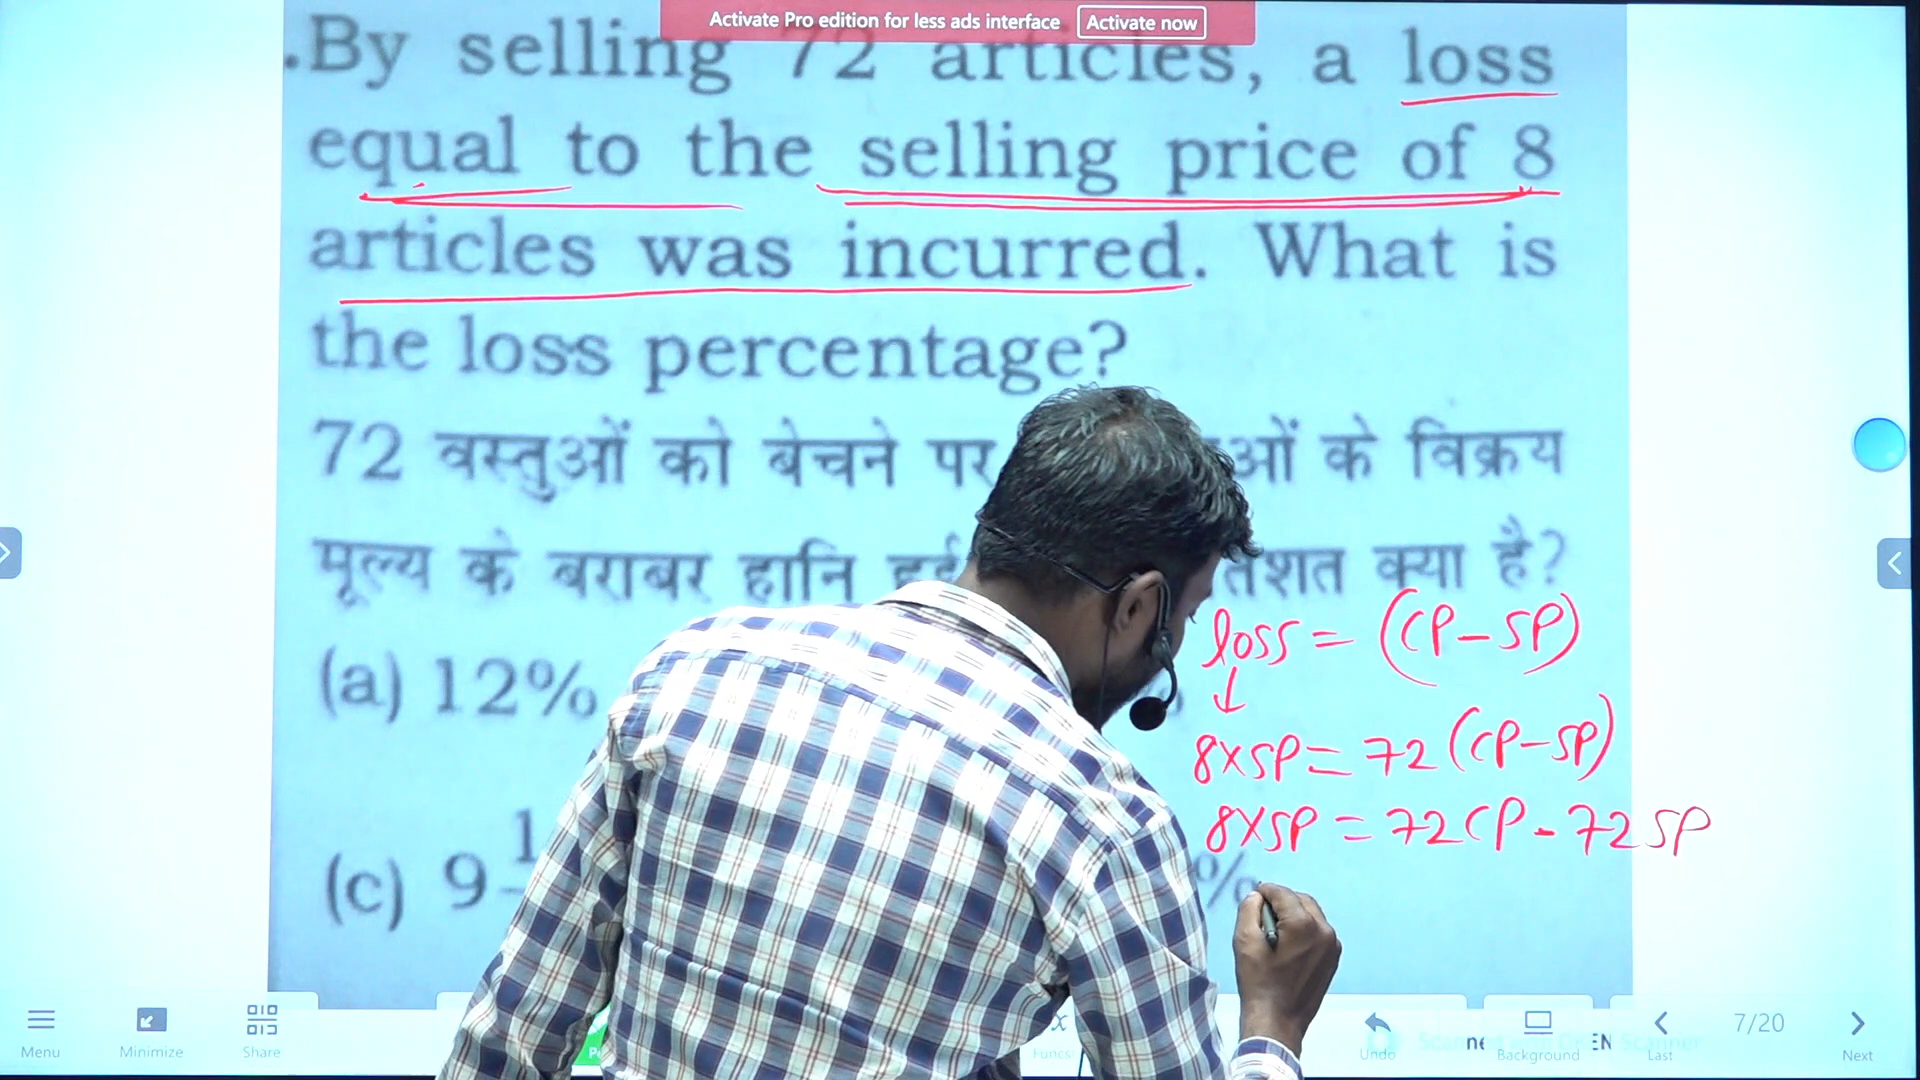 Activate Pro edition for less ads interface Activate now
.By selling 72 articles, a loss
equal to the selling price of 8
articles was incurred. What is
the loss percentage?
72 वस्तुओं को बेचने पर ओं के विक्रय
मूल्य के बराबर हानि हुई क्या है?
(a) 12%
(c) 9 1
%
loss = (CP-SP)
↓
8×SP = 72(CP-SP)
8×SP = 72CP - 72SP
Menu Minimize Share Undo Background Last 7/20 Next